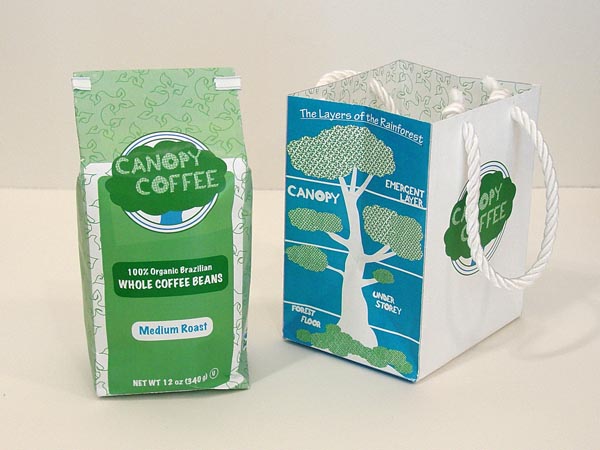 CANOPY
COFFEE
100% Organic Brazilian
WHOLE COFFEE BEANS
Medium Roast
NET WT 12 oz (340 g) U
The Layers of the Rainforest
CANOPY
EMERGENT
LAYER
UNDER
STOREY
FOREST
FLOOR
CANOPY
COFFEE